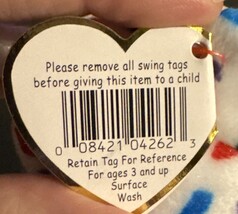 Please remove all swing tags
before giving this item to a child
0 08421 04262 3
Retain Tag For Reference
For ages 3 and up
Surface
Wash